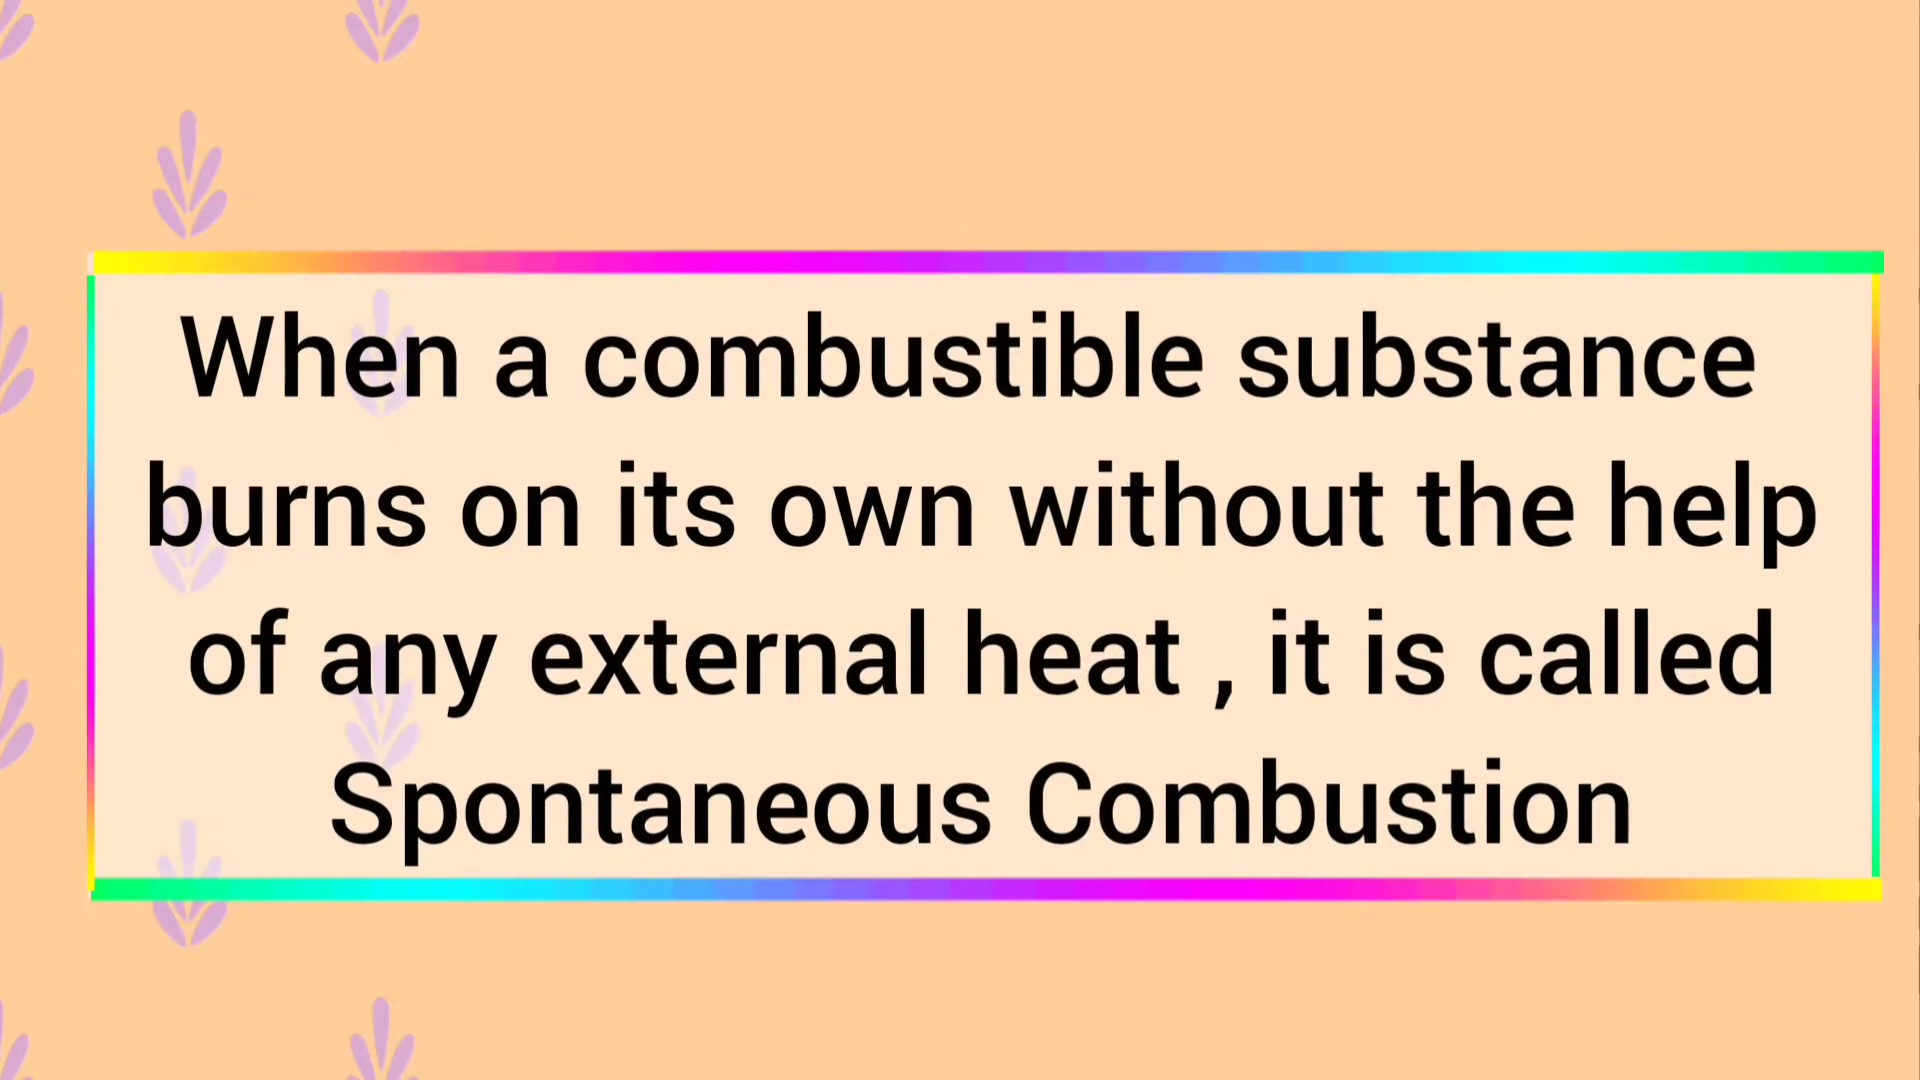 When a combustible substance
burns on its own without the help
of any external heat , it is called
Spontaneous Combustion